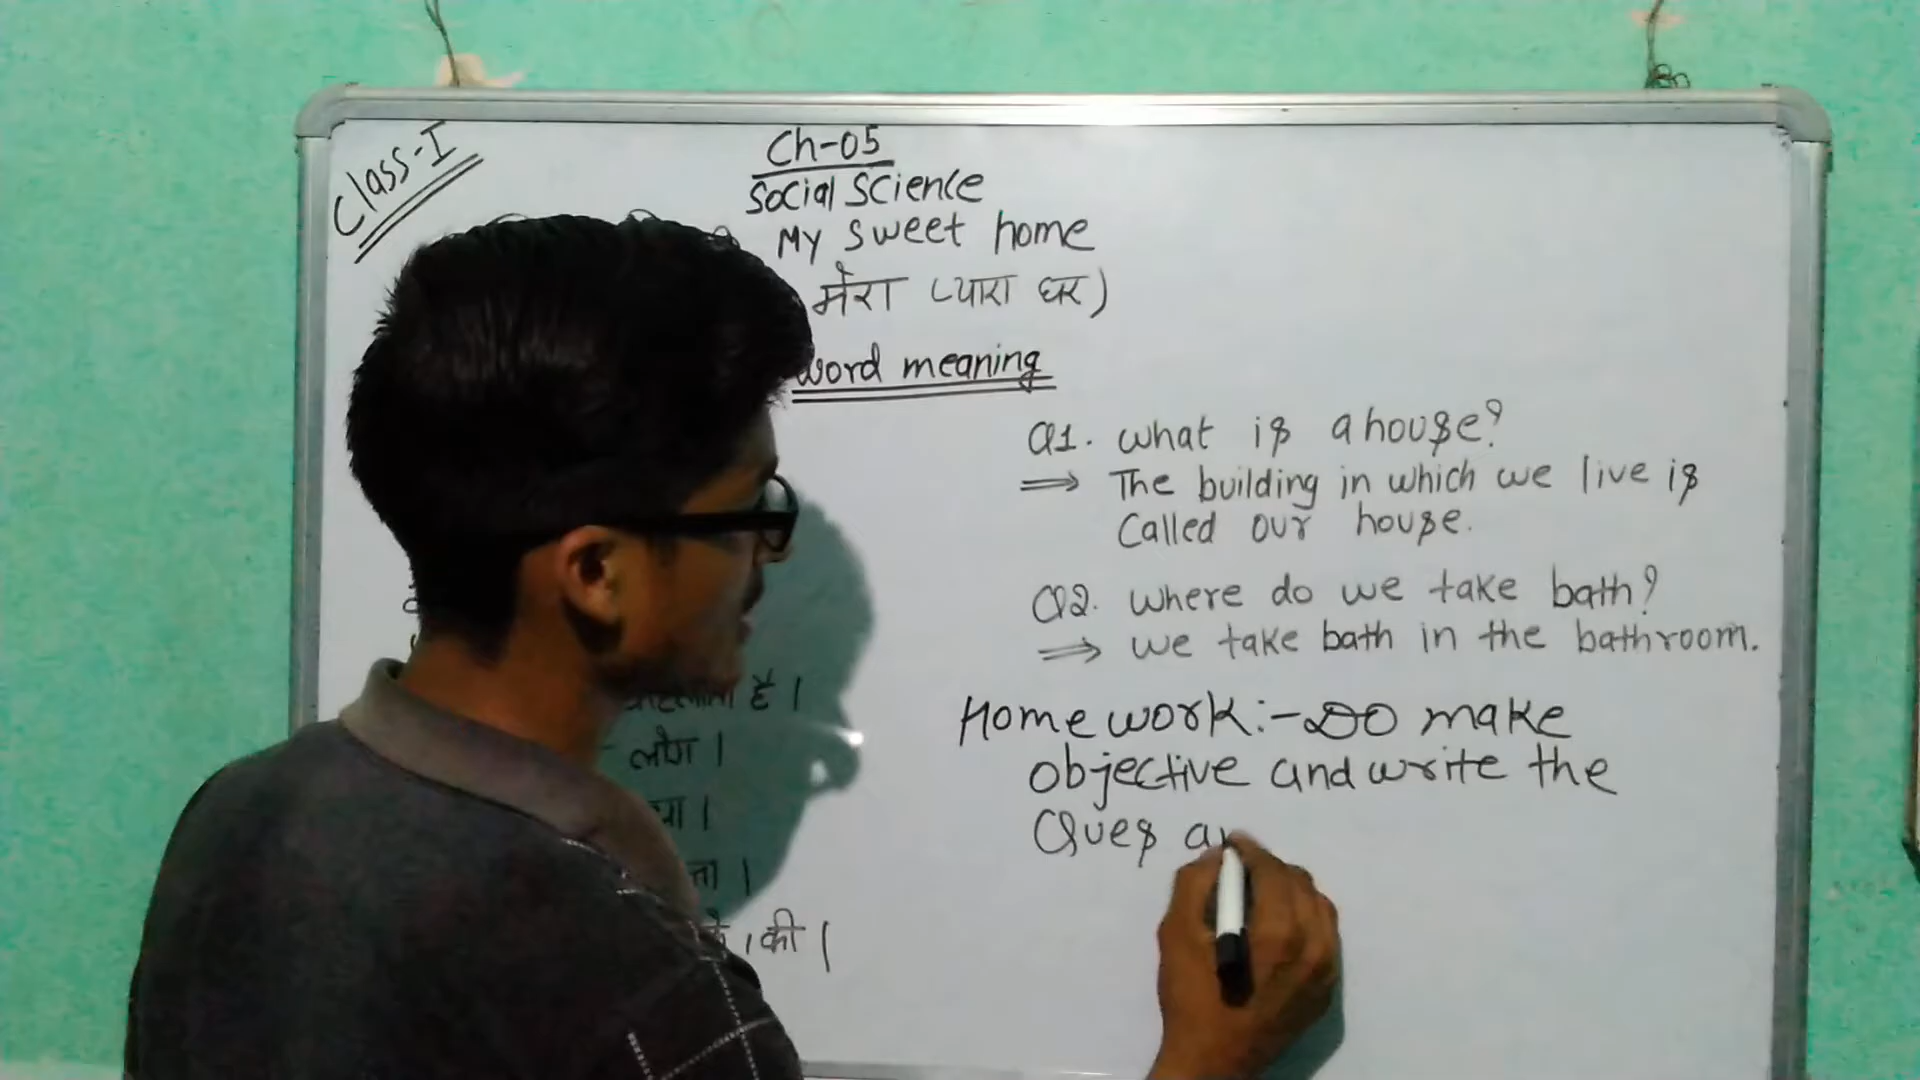 Class-I
Ch-05
Social Science
My sweet home
मेरा (प्यारा घर)
word meaning
Q1. what is a house?
⇒ The building in which we live is
Called our house.
Q2. where do we take bath?
⇒ we take bath in the bathroom.
है।
लोग।
की।
Home work:- DO make
objective and write the
Ques